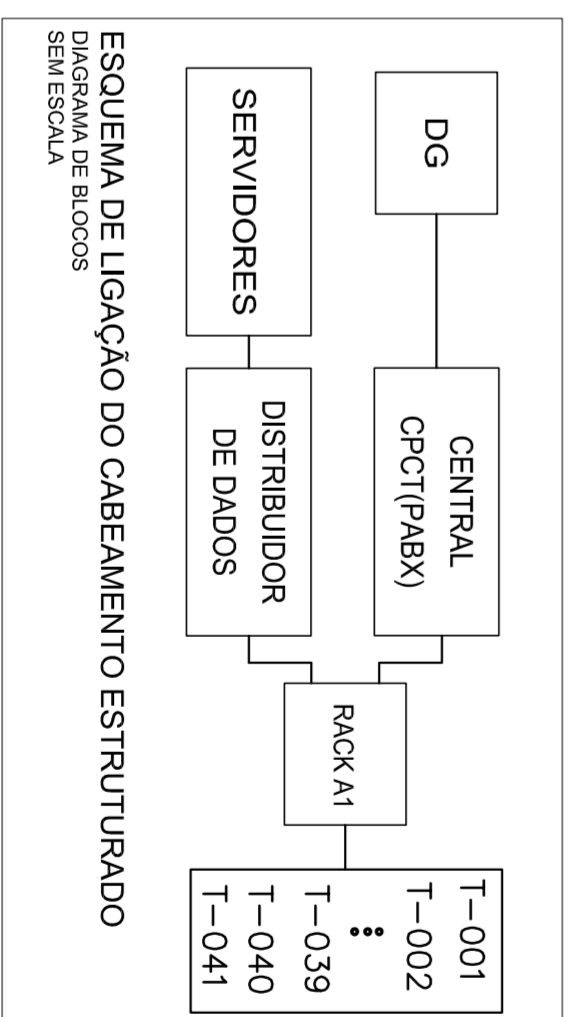 DG
CENTRAL
CPCT(PABX)
SERVIDORES
DISTRIBUIDOR
DE DADOS
RACK A1
T-001
T-002
T-039
T-040
T-041
ESQUEMA DE LIGAÇÃO DO CABEAMENTO ESTRUTURADO
DIAGRAMA DE BLOCOS
SEM ESCALA